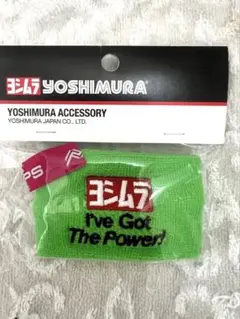 ヨシムラ YOSHIMURA
YOSHIMURA ACCESSORY
YOSHIMURA JAPAN CO., LTD.
PS
ヨシムラ
I've Got
The Power!